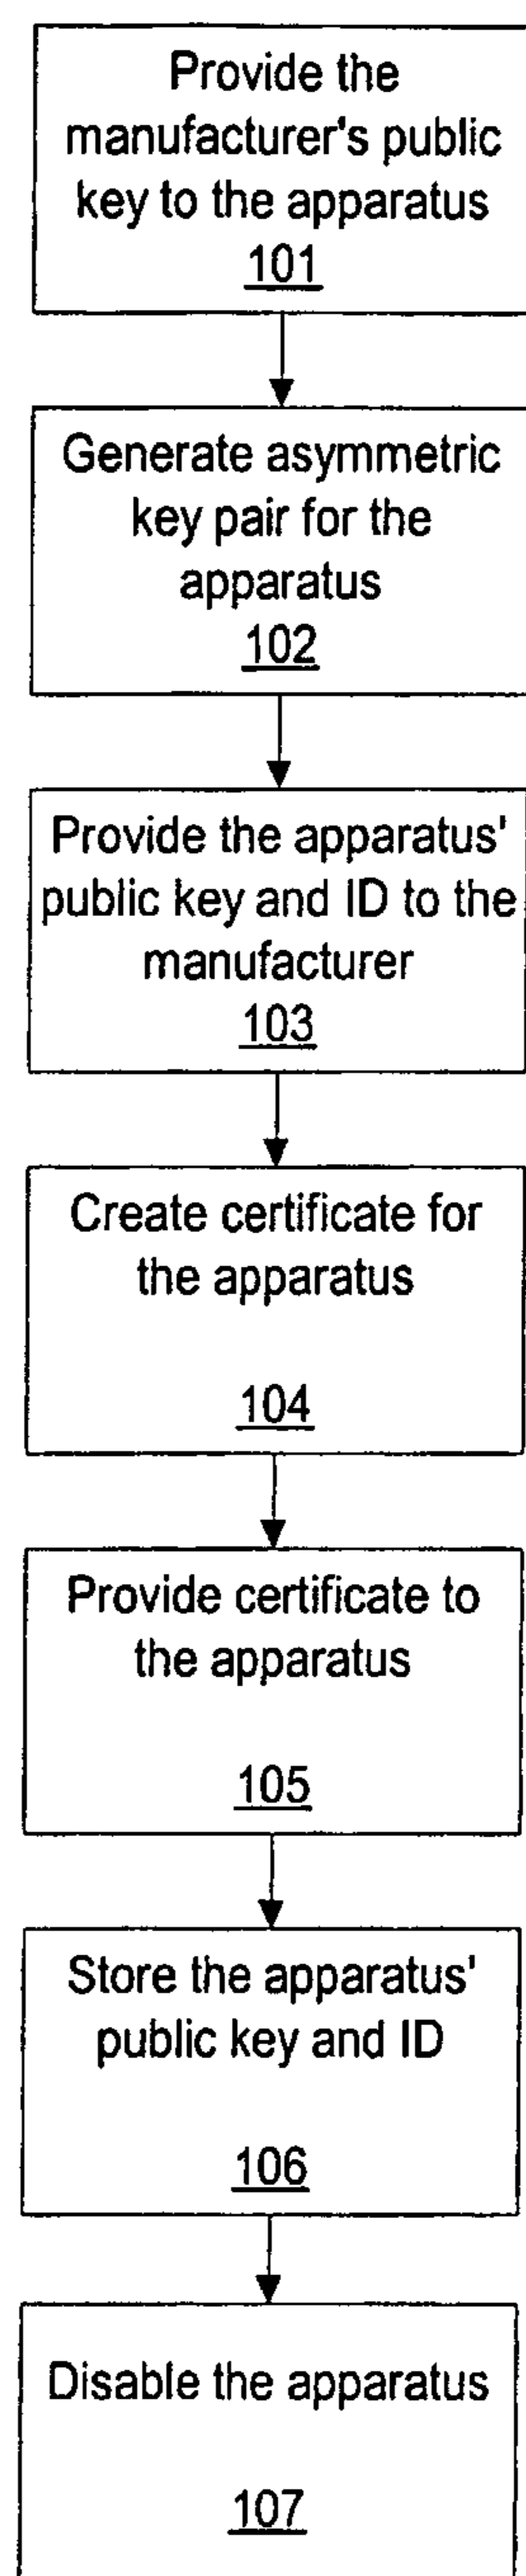 Provide the
manufacturer's public
key to the apparatus
101
Generate asymmetric
key pair for the
apparatus
102
Provide the apparatus'
public key and ID to the
manufacturer
103
Create certificate for
the apparatus
104
Provide certificate to
the apparatus
105
Store the apparatus'
public key and ID
106
Disable the apparatus
107